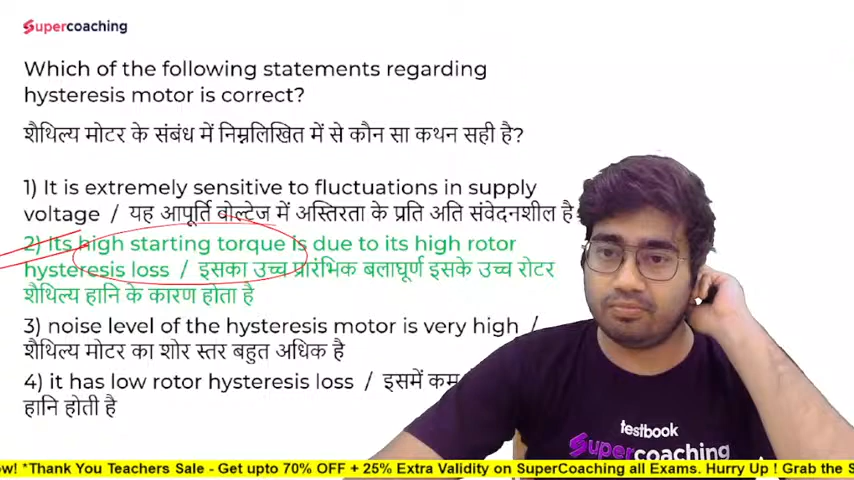 Supercoaching
Which of the following statements regarding
hysteresis motor is correct?
शैथिल्य मोटर के संबंध में निम्नलिखित में से कौन सा कथन सही है?
1) It is extremely sensitive to fluctuations in supply
voltage / यह आपूर्ति वोल्टेज में अस्तिरता के प्रति अति संवेदनशील है
2) Its high starting torque is due to its high rotor
hysteresis loss / इसका उच्च प्रारंभिक बलाघूर्ण इसके उच्च रोटर
शैथिल्य हानि के कारण होता है
3) noise level of the hysteresis motor is very high /
शैथिल्य मोटर का शोर स्तर बहुत अधिक है
4) it has low rotor hysteresis loss / इसमें कम
हानि होती है
testbook
Supercoaching
ow! *Thank You Teachers Sale - Get upto 70% OFF + 25% Extra Validity on SuperCoaching all Exams. Hurry Up ! Grab the S